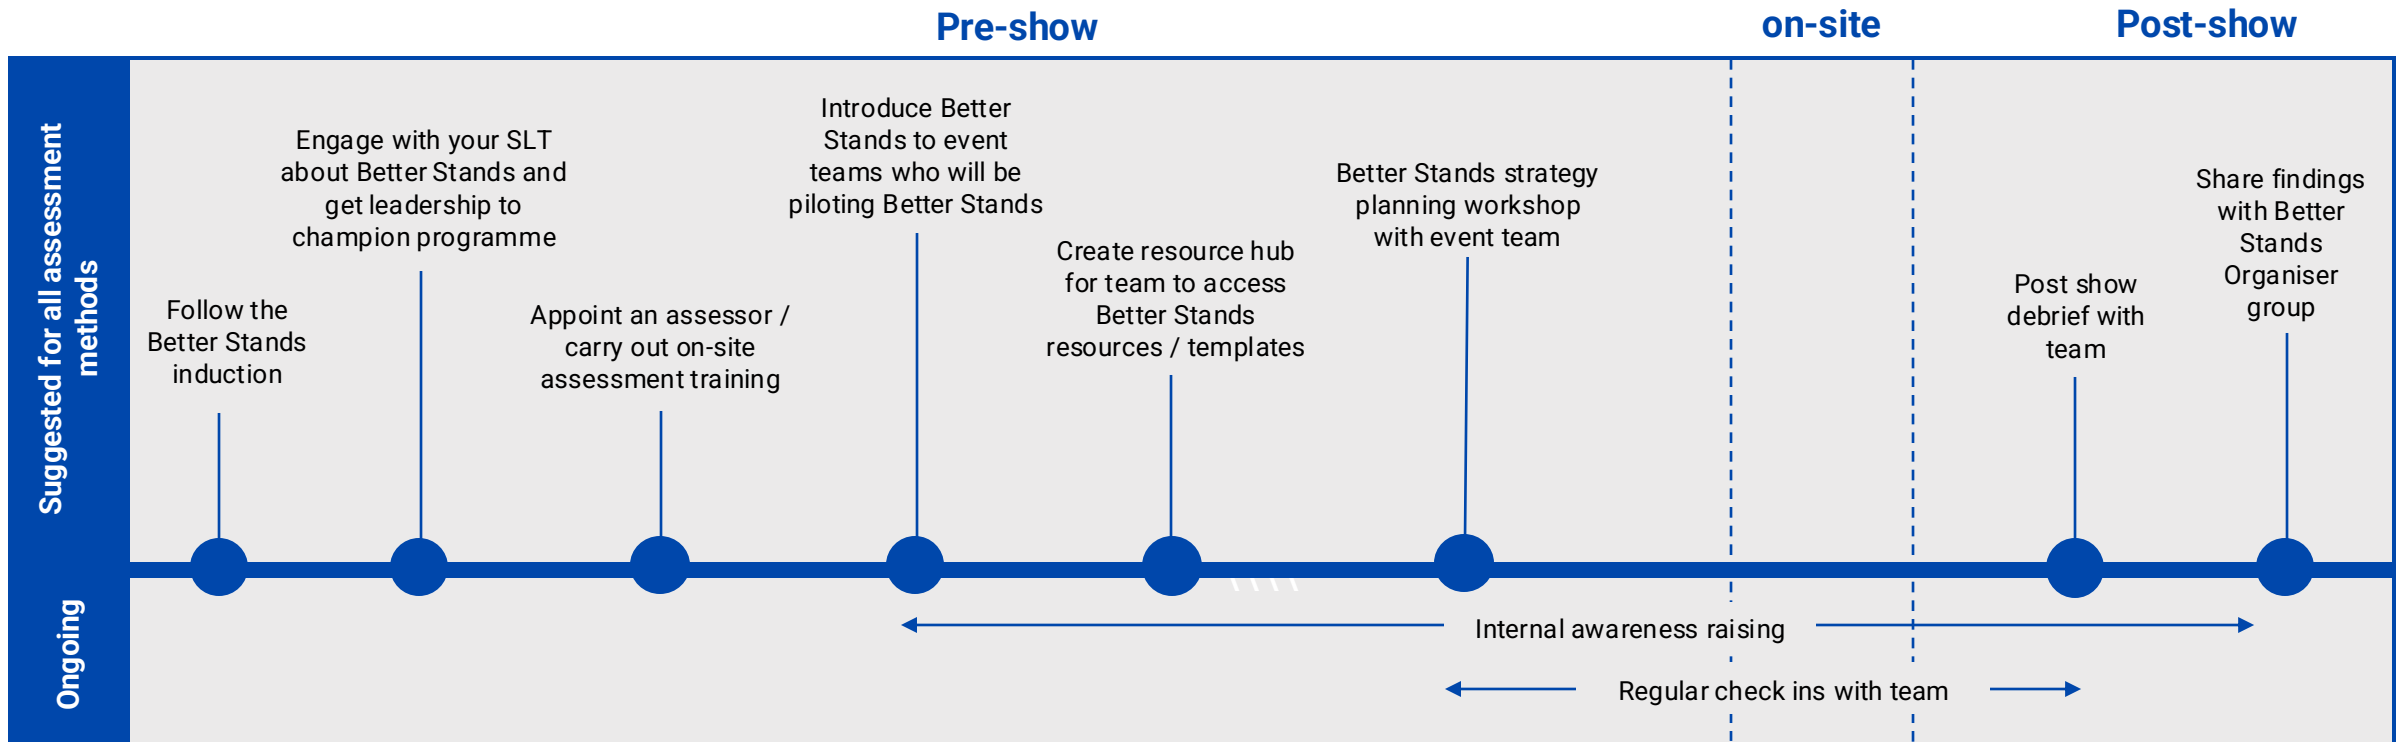 Pre-show
on-site
Post-show
Suggested for all assessment
methods
Follow the
Better Stands
induction
Engage with your SLT
about Better Stands and
get leadership to
champion programme
Appoint an assessor /
carry out on-site
assessment training
Introduce Better
Stands to event
teams who will be
piloting Better Stands
Create resource hub
for team to access
Better Stands
resources / templates
Better Stands strategy
planning workshop
with event team
Post show
debrief with
team
Share findings
with Better
Stands
Organiser
group
Ongoing
Internal awareness raising
Regular check ins with team